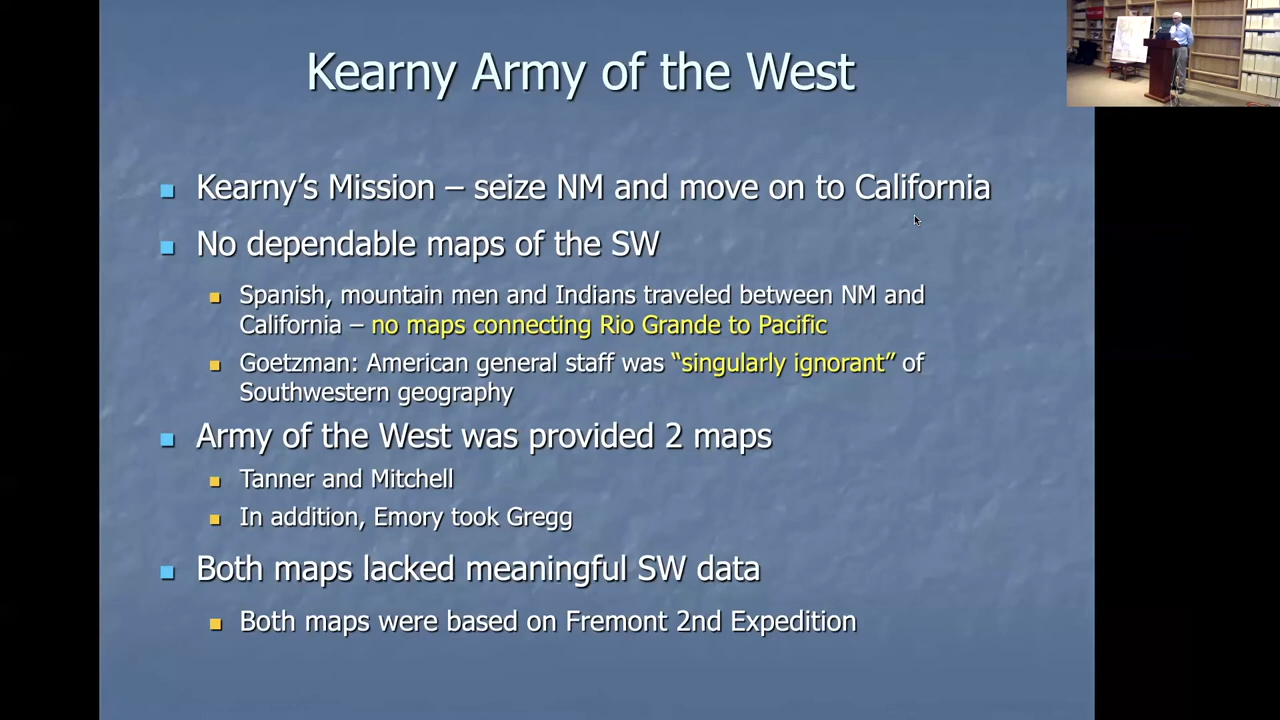 Kearny Army of the West
Kearny’s Mission – seize NM and move on to California
No dependable maps of the SW
Spanish, mountain men and Indians traveled between NM and
California – no maps connecting Rio Grande to Pacific
Goetzman: American general staff was “singularly ignorant” of
Southwestern geography
Army of the West was provided 2 maps
Tanner and Mitchell
In addition, Emory took Gregg
Both maps lacked meaningful SW data
Both maps were based on Fremont 2nd Expedition